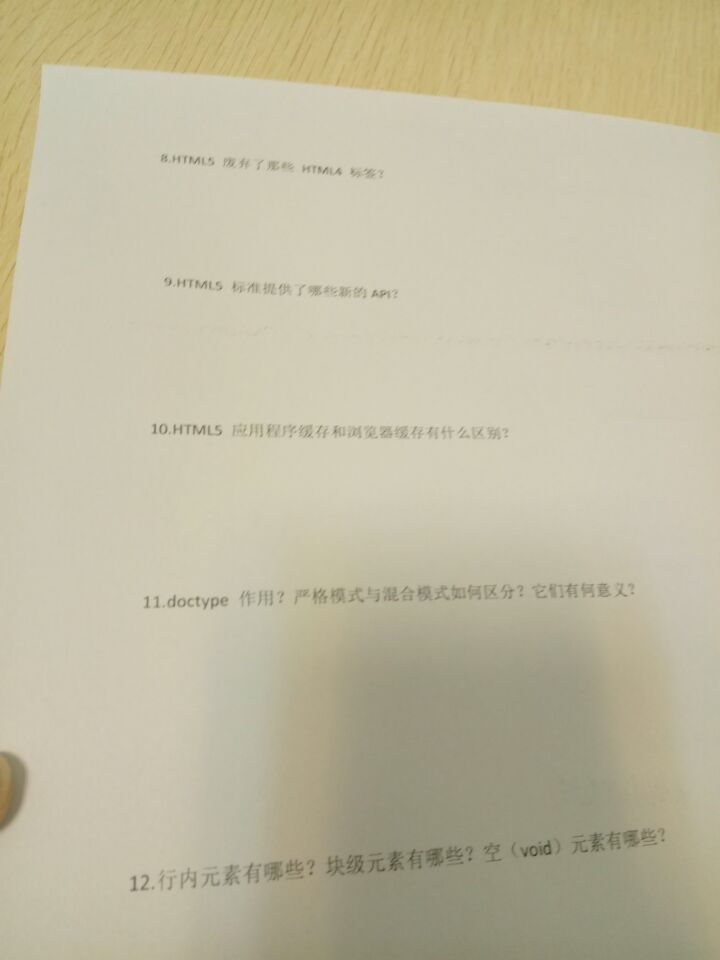 8.HTML5 废弃了那些 HTML4 标签？
9.HTML5 标准提供了哪些新的 API？
10.HTML5 应用程序缓存和浏览器缓存有什么区别？
11.doctype 作用？严格模式与混合模式如何区分？它们有何意义？
12.行内元素有哪些？块级元素有哪些？空（void）元素有哪些？